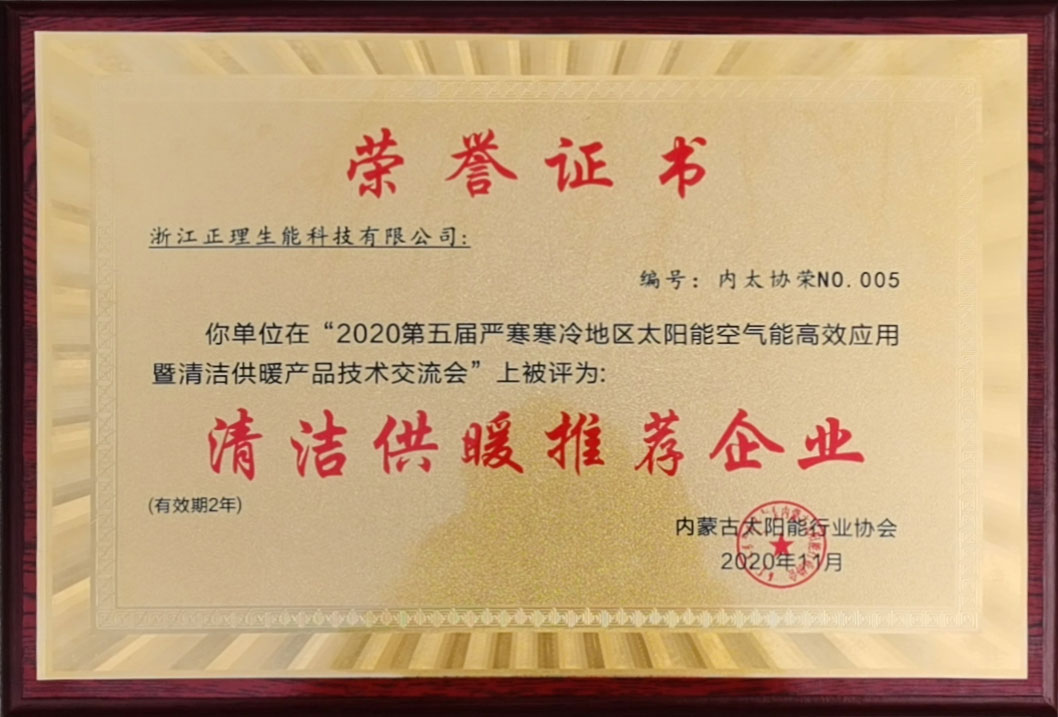 荣誉证书
浙江正理生能科技有限公司:
编号：内太协荣NO.005
你单位在“2020第五届严寒寒冷地区太阳能空气能高效应用
暨清洁供暖产品技术交流会”上被评为:
清洁供暖推荐企业
(有效期2年)
内蒙古太阳能行业协会
2020年11月